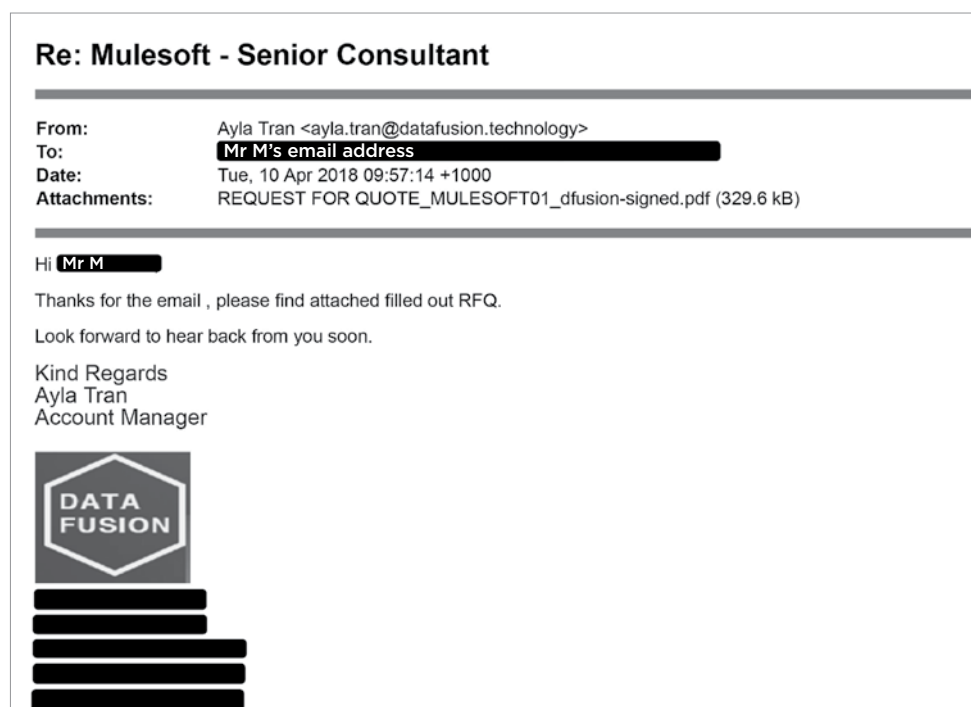 Re: Mulesoft - Senior Consultant
From: Ayla Tran <ayla.tran@datafusion.technology>
To: Mr M's email address
Date: Tue, 10 Apr 2018 09:57:14 +1000
Attachments: REQUEST FOR QUOTE_MULESOFT01_dfusion-signed.pdf (329.6 kB)
Hi Mr M
Thanks for the email , please find attached filled out RFQ.
Look forward to hear back from you soon.
Kind Regards
Ayla Tran
Account Manager
DATA
FUSION